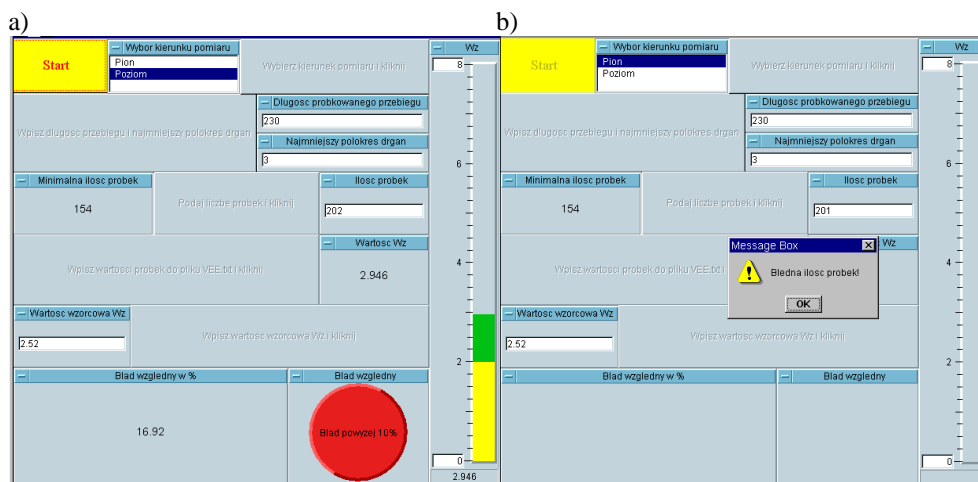 a)
Start
Wybor kierunku pomiaru
Pion
Poziom
Wybierz kierunek pomiaru i kliknij
Wz
8
6
4
2
0
2.946
Dlugosc probkowanego przebiegu
230
Wpisz dlugosc przebiegu i najmniejszy polokres drgan
Najmniejszy polokres drgan
3
Minimalna ilosc probek
154
Podaj liczbe probek i kliknij
Ilosc probek
202
Wpisz wartosci probek do pliku VEE.txt i kliknij
Wartosc Wz
2.946
Wartosc wzorcowa Wz
2.52
Wpisz wartosc wzorcowa Wz i kliknij
Blad wzgledny w %
16.92
Blad wzgledny
Blad powyzej 10%
b)
Start
Wybor kierunku pomiaru
Pion
Poziom
Wybierz kierunek pomiaru i kliknij
Wz
8
6
4
2
0
Dlugosc probkowanego przebiegu
230
Wpisz dlugosc przebiegu i najmniejszy polokres drgan
Najmniejszy polokres drgan
3
Minimalna ilosc probek
154
Podaj liczbe probek i kliknij
Ilosc probek
201
Wpisz wartosci probek do pliku VEE.txt i
Wz
Message Box
Bledna ilosc probek!
OK
Wartosc wzorcowa Wz
2.52
Wpisz wartosc wzorcowa Wz i kliknij
Blad wzgledny w %
Blad wzgledny